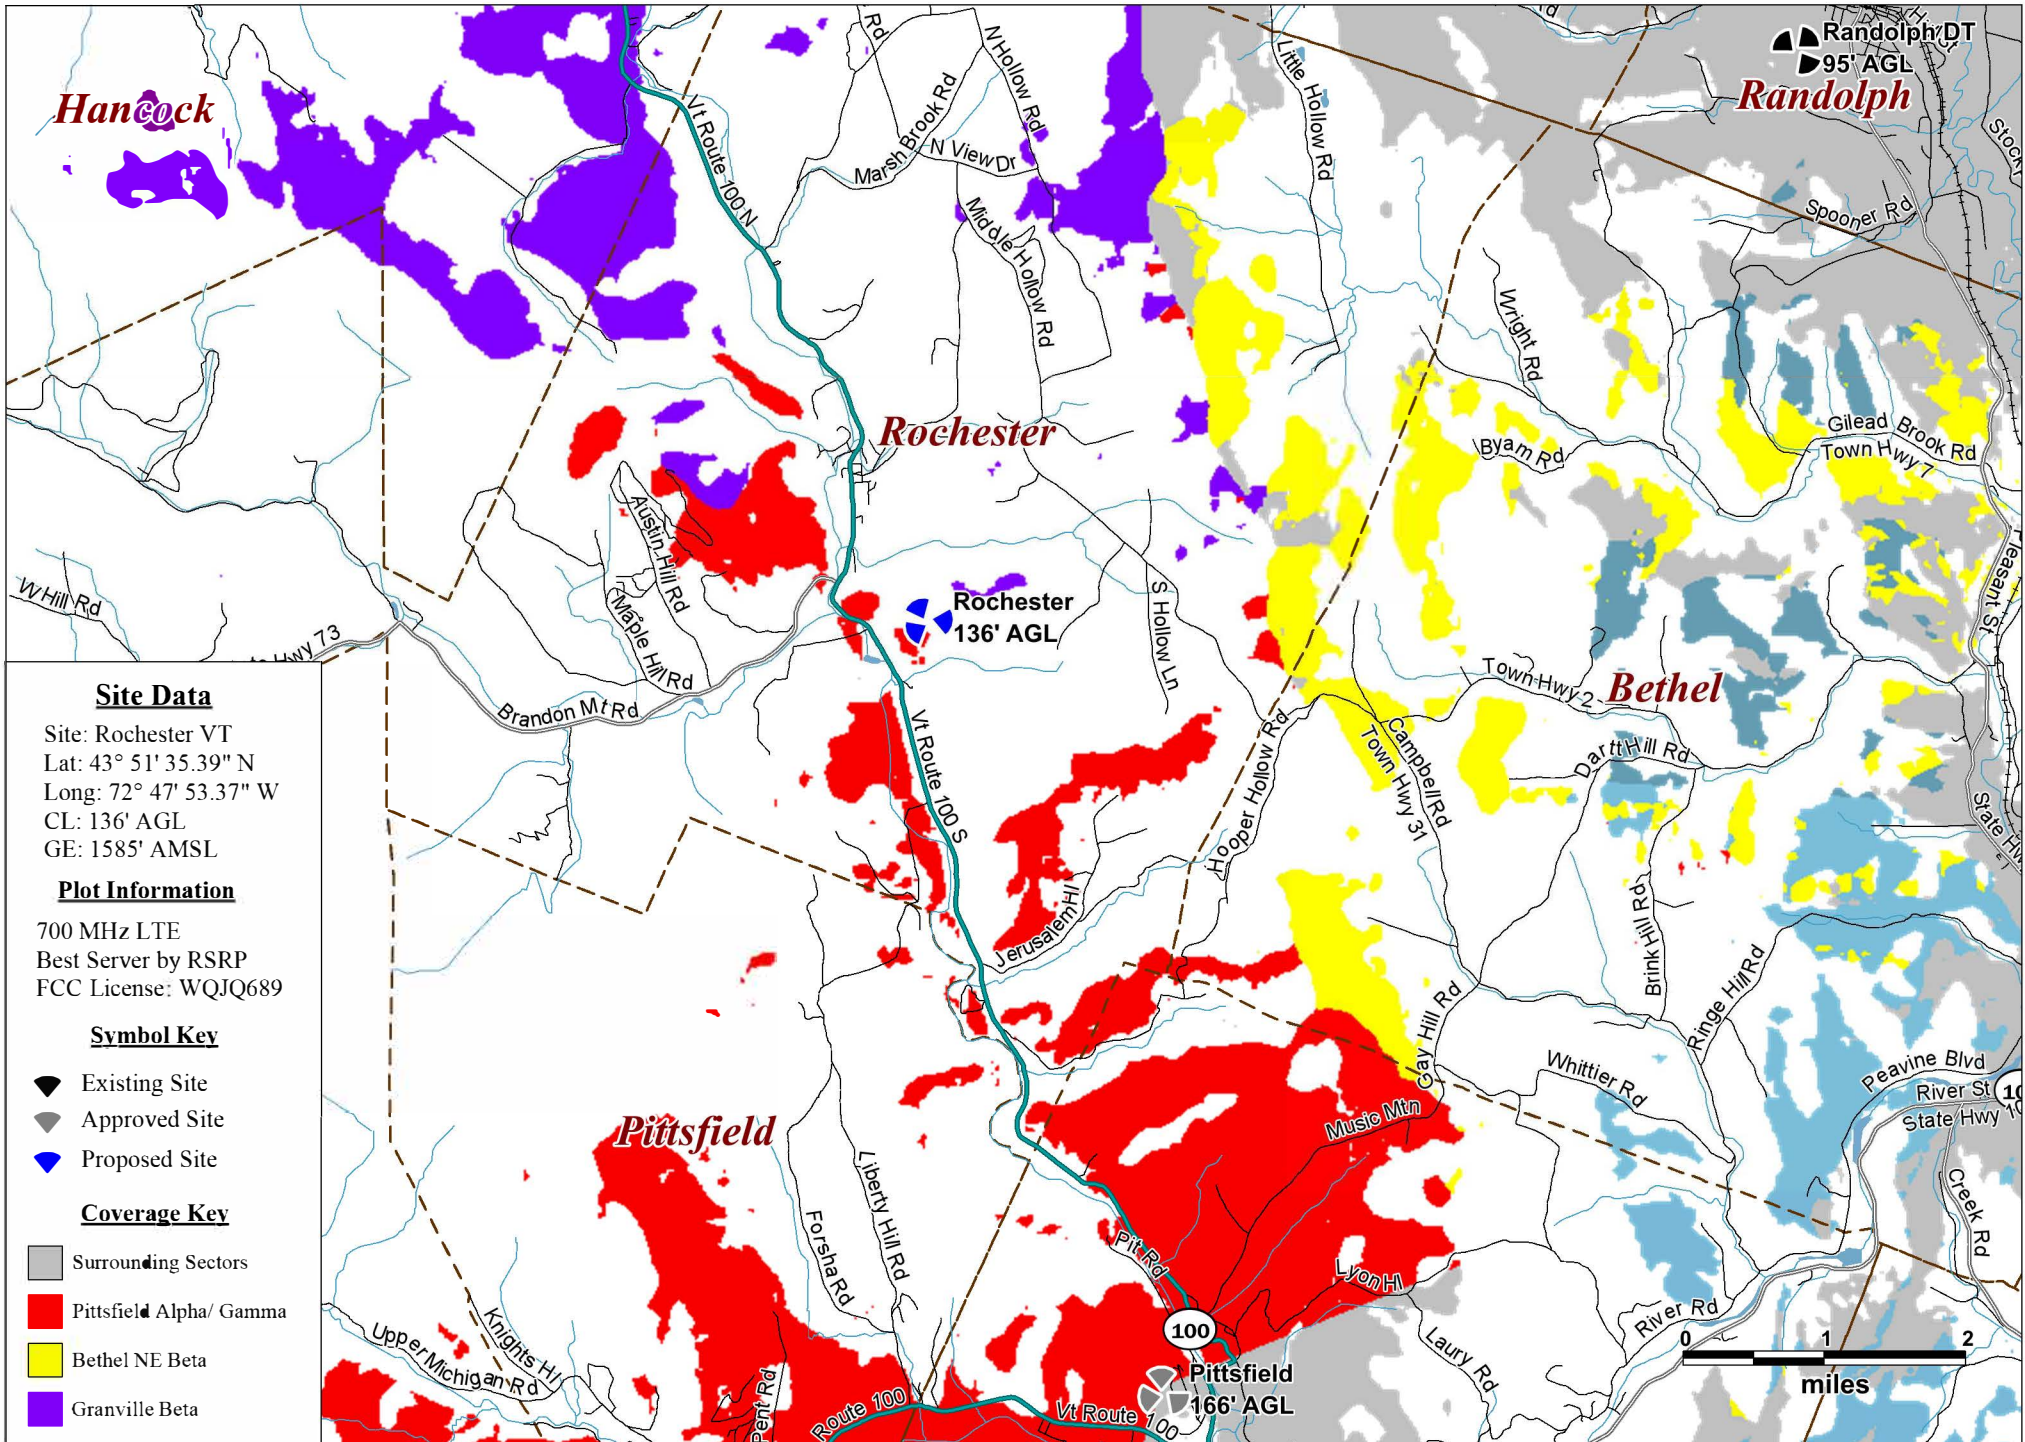 Hancock
Rd
N Hollow Rd
Little Hollow Rd
Rd
High St
Randolph DT
95' AGL
Randolph
Vt Route 100 N
Marsh Brook Rd
N View Dr
Middle Hollow Rd
Spooner Rd
Wright Rd
Rochester
Byam Rd
Gilead Brook Rd
Town Hwy 7
Pleasant St
Austin Hill Rd
Maple Hill Rd
W Hill Rd
Hwy 73
Brandon Mt Rd
Rochester
136' AGL
S Hollow Ln
Town Hwy 2
Bethel
Dartt Hill Rd
Campbell Rd
Town Hwy 31
Hooper Hollow Rd
Vt Route 100 S
Jerusalem Hl
State Hwy
Brink Hill Rd
Ringe Hill Rd
Gay Hill Rd
Whittier Rd
Peavine Blvd
River St
State Hwy 10
10
Music Mtn
Pittsfield
Liberty Hill Rd
Forsha Rd
Creek Rd
Pit Rd
Lyon Hl
100
River Rd
Laury Rd
Knights Hl
Upper Michigan Rd
Pent Rd
Route 100
Vt Route 100
Pittsfield
166' AGL
0 1 2
miles
Site Data
Site: Rochester VT
Lat: 43° 51' 35.39" N
Long: 72° 47' 53.37" W
CL: 136' AGL
GE: 1585' AMSL
Plot Information
700 MHz LTE
Best Server by RSRP
FCC License: WQJQ689
Symbol Key
Existing Site
Approved Site
Proposed Site
Coverage Key
Surrounding Sectors
Pittsfield Alpha/ Gamma
Bethel NE Beta
Granville Beta